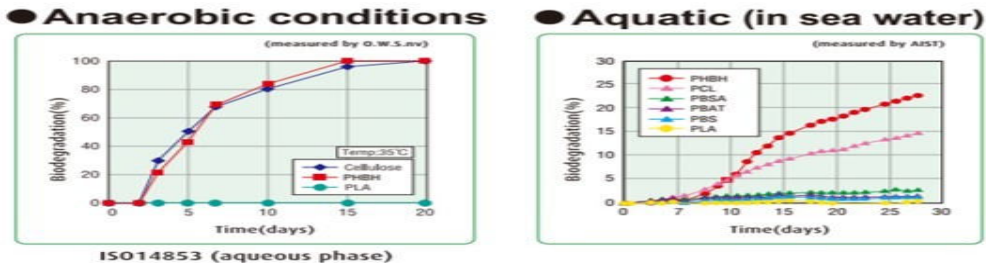 ● Anaerobic conditions
(measured by O.W.S.nv)
Biodegradation(%)
100
80
60
40
20
0
Temp:35℃
Celllulose
PHBH
PLA
0 5 10 15 20
Time(days)
ISO14853 (aqueous phase)
● Aquatic (in sea water)
(measured by AIST)
Biodegradation(%)
30
25
20
15
10
5
0
PHBH
PCL
PBSA
PBAT
PBS
PLA
0 7 10 15 20 25 30
Time(days)